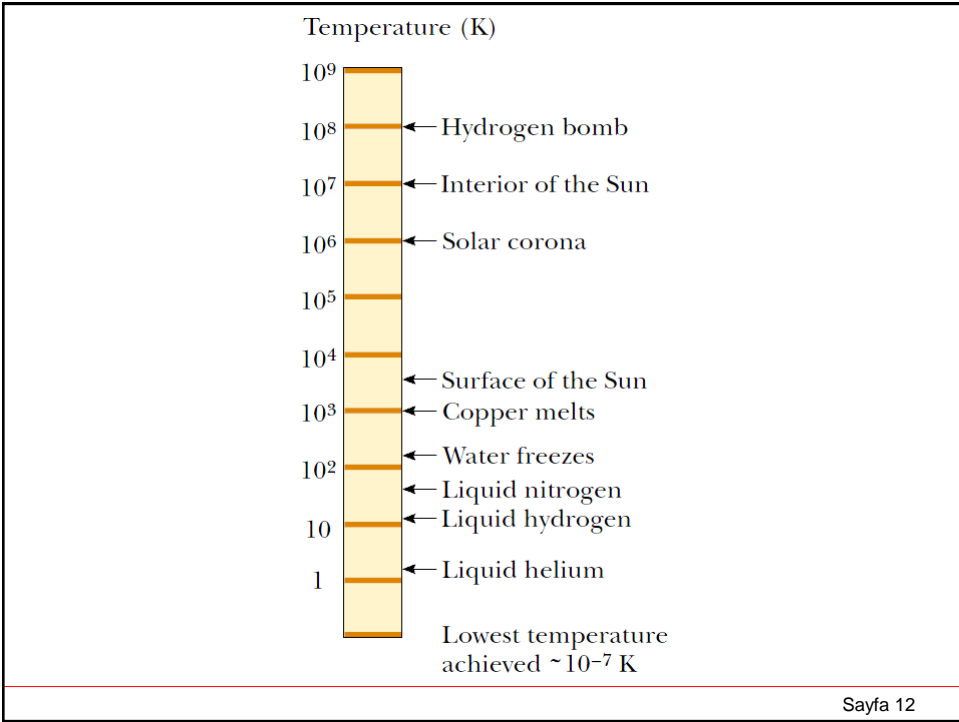 Temperature (K)
10⁹
10⁸ Hydrogen bomb
10⁷ Interior of the Sun
10⁶ Solar corona
10⁵
10⁴
Surface of the Sun
10³ Copper melts
Water freezes
10²
Liquid nitrogen
Liquid hydrogen
10
Liquid helium
1
Lowest temperature
achieved ~10⁻⁷ K
Sayfa 12